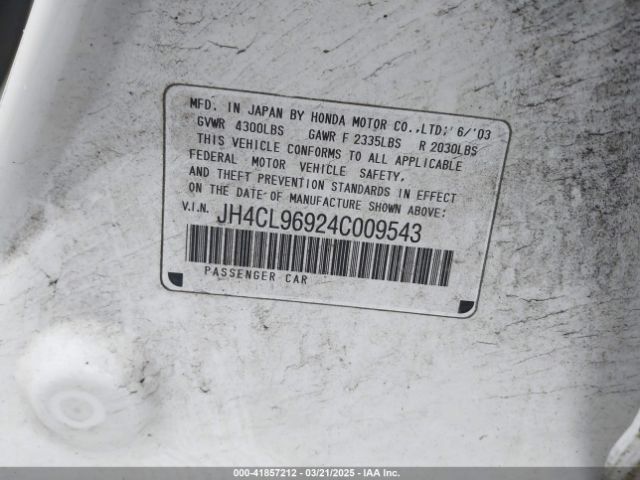 MFD. IN JAPAN BY HONDA MOTOR CO.,LTD; 6/'03
GVWR 4300LBS GAWR F 2335LBS R 2030LBS
THIS VEHICLE CONFORMS TO ALL APPLICABLE
FEDERAL MOTOR VEHICLE SAFETY,
AND THEFT PREVENTION STANDARDS IN EFFECT
ON THE DATE OF MANUFACTURE SHOWN ABOVE:
V.I.N. JH4CL96924C009543
PASSENGER CAR
000-41857212 - 03/21/2025 - IAA Inc.